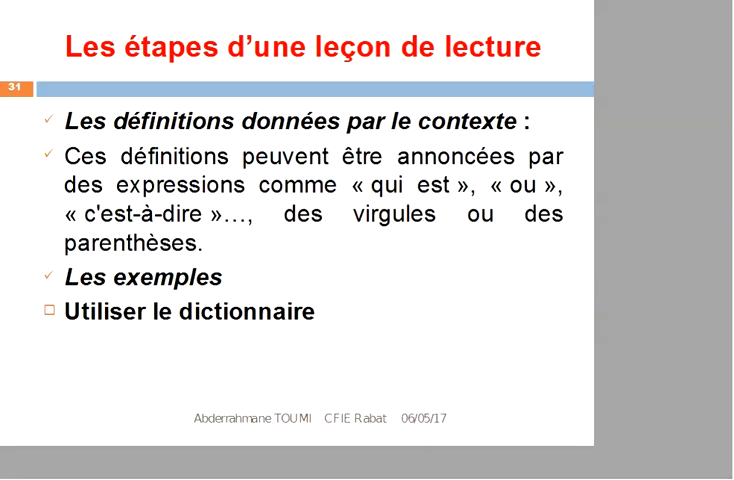 Les étapes d’une leçon de lecture
31
Les définitions données par le contexte :
Ces définitions peuvent être annoncées par
des expressions comme « qui est », « ou »,
« c'est-à-dire »…, des virgules ou des
parenthèses.
Les exemples
Utiliser le dictionnaire
Abderrahmane TOUMI CFIE Rabat 06/05/17